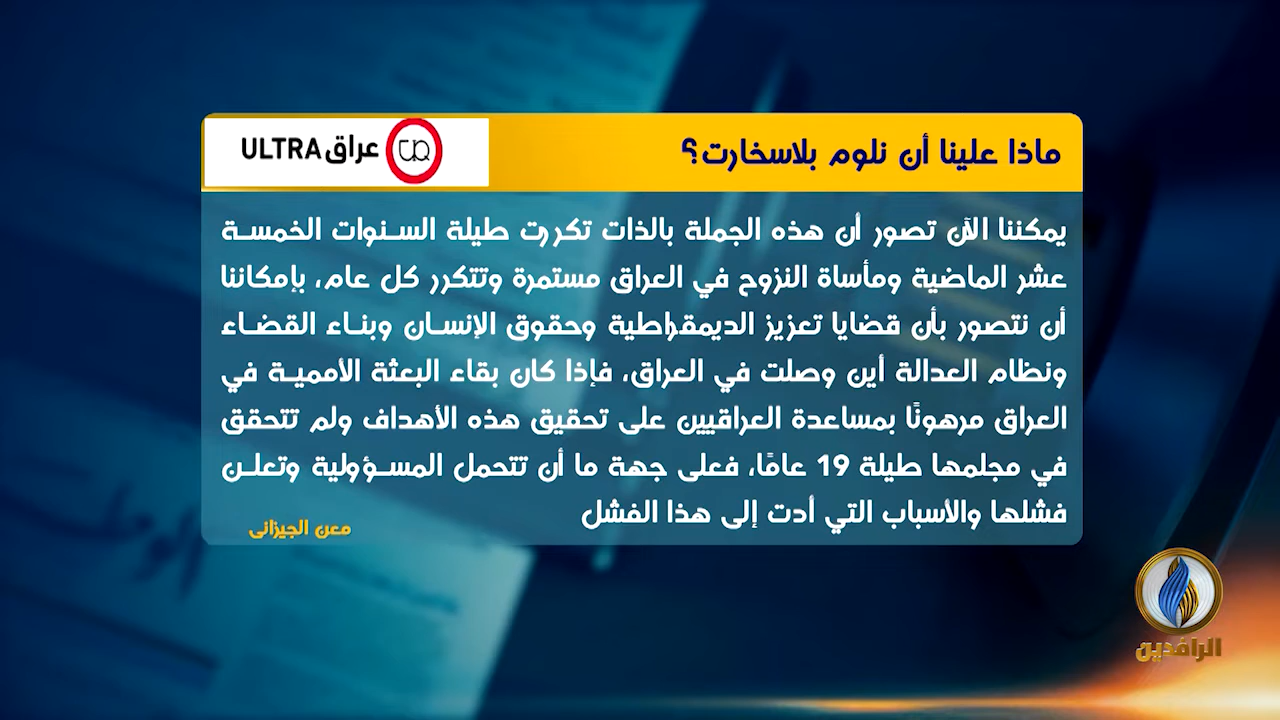 ماذا علينا أن نلوم بلاسخارت؟
عراق ULTRA
يمكننا الآن تصور أن هذه الجملة بالذات تكررت طيلة السنوات الخمسة
عشر الماضية ومأساة النزوح في العراق مستمرة وتتكرر كل عام، بإمكاننا
أن نتصور بأن قضايا تعزيز الديمقراطية وحقوق الإنسان وبناء القضاء
ونظام العدالة أين وصلت في العراق، فإذا كان بقاء البعثة الأممية في
العراق مرهونًا بمساعدة العراقيين على تحقيق هذه الأهداف ولم تتحقق
في مجلمها طيلة 19 عامًا، فعلى جهة ما أن تتحمل المسؤولية وتعلن
فشلها والأسباب التي أدت إلى هذا الفشل
معن الجيزاني
الرافدين